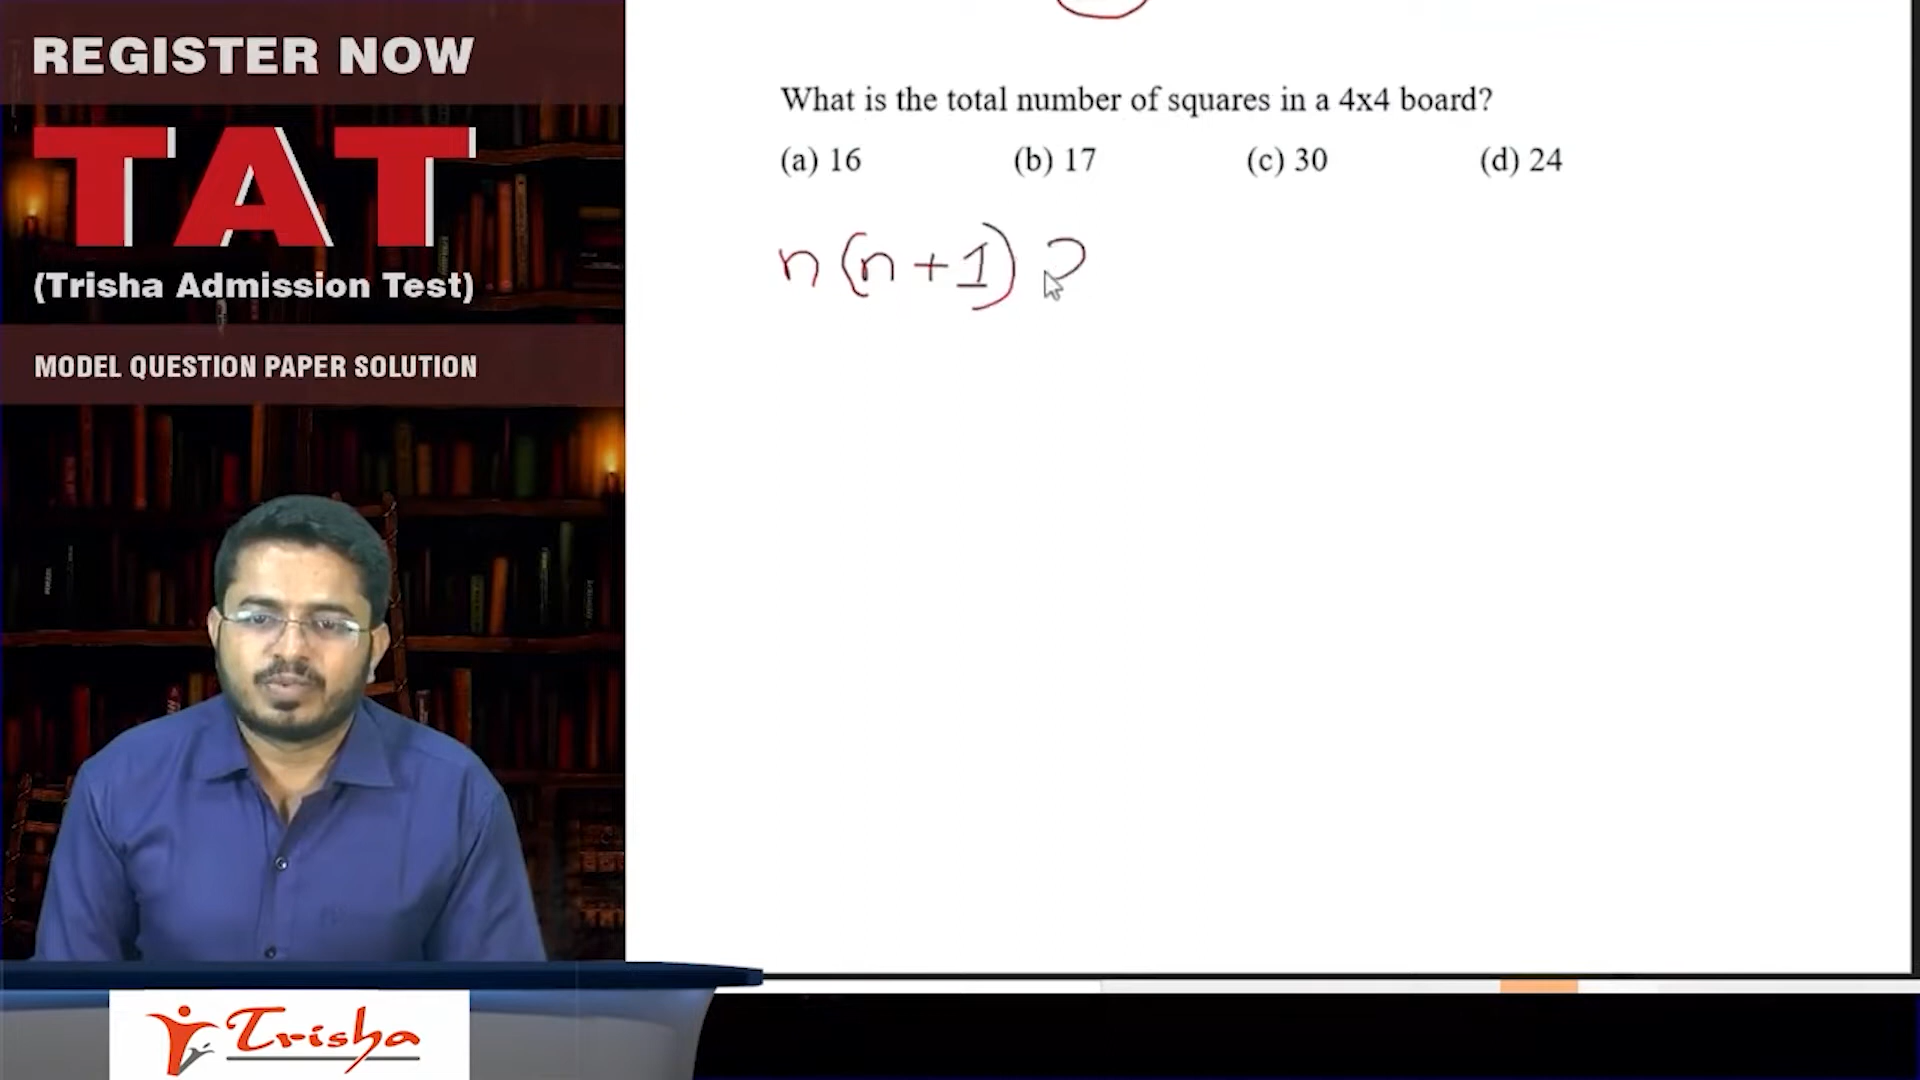 REGISTER NOW
TAT
(Trisha Admission Test)
MODEL QUESTION PAPER SOLUTION
What is the total number of squares in a 4x4 board?
(a) 16 (b) 17 (c) 30 (d) 24
n(n+1)
Trisha